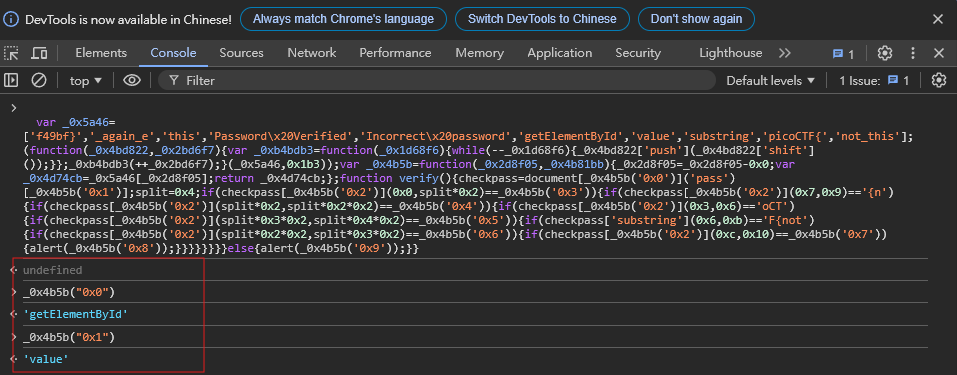 DevTools is now available in Chinese! Always match Chrome's language Switch DevTools to Chinese Don't show again
Elements Console Sources Network Performance Memory Application Security Lighthouse 1
top Filter Default levels 1 Issue: 1
var _0x5a46=
['f49bf}','_again_e','this','Password\x20Verified','Incorrect\x20password','getElementById','value','substring','picoCTF{','not_this'];
(function(_0x4bd822,_0x2bd6f7){var _0xb4bdb3=function(_0x1d68f6){while(--_0x1d68f6){_0x4bd822['push'](_0x4bd822['shift']
());}};_0xb4bdb3(++_0x2bd6f7);}(_0x5a46,0x1b3));var _0x4b5b=function(_0x2d8f05,_0x4b81bb){_0x2d8f05=_0x2d8f05-0x0;var
_0x4d74cb=_0x5a46[_0x2d8f05];return _0x4d74cb;};function verify(){checkpass=document[_0x4b5b('0x0')]('pass')
[_0x4b5b('0x1')];split=0x4;if(checkpass[_0x4b5b('0x2')](0x0,split*0x2)==_0x4b5b('0x3')){if(checkpass[_0x4b5b('0x2')](0x7,0x9)=='{n')
{if(checkpass[_0x4b5b('0x2')](split*0x2,split*0x2*0x2)==_0x4b5b('0x4')){if(checkpass[_0x4b5b('0x2')](0x3,0x6)=='oCT')
{if(checkpass[_0x4b5b('0x2')](split*0x3*0x2,split*0x4*0x2)==_0x4b5b('0x5')){if(checkpass['substring'](0x6,0xb)=='F{not')
{if(checkpass[_0x4b5b('0x2')](split*0x2*0x2,split*0x3*0x2)==_0x4b5b('0x6')){if(checkpass[_0x4b5b('0x2')](0xc,0x10)==_0x4b5b('0x7'))
{alert(_0x4b5b('0x8'));}}}}}}}}else{alert(_0x4b5b('0x9'));}}
undefined
_0x4b5b("0x0")
'getElementById'
_0x4b5b("0x1")
'value'